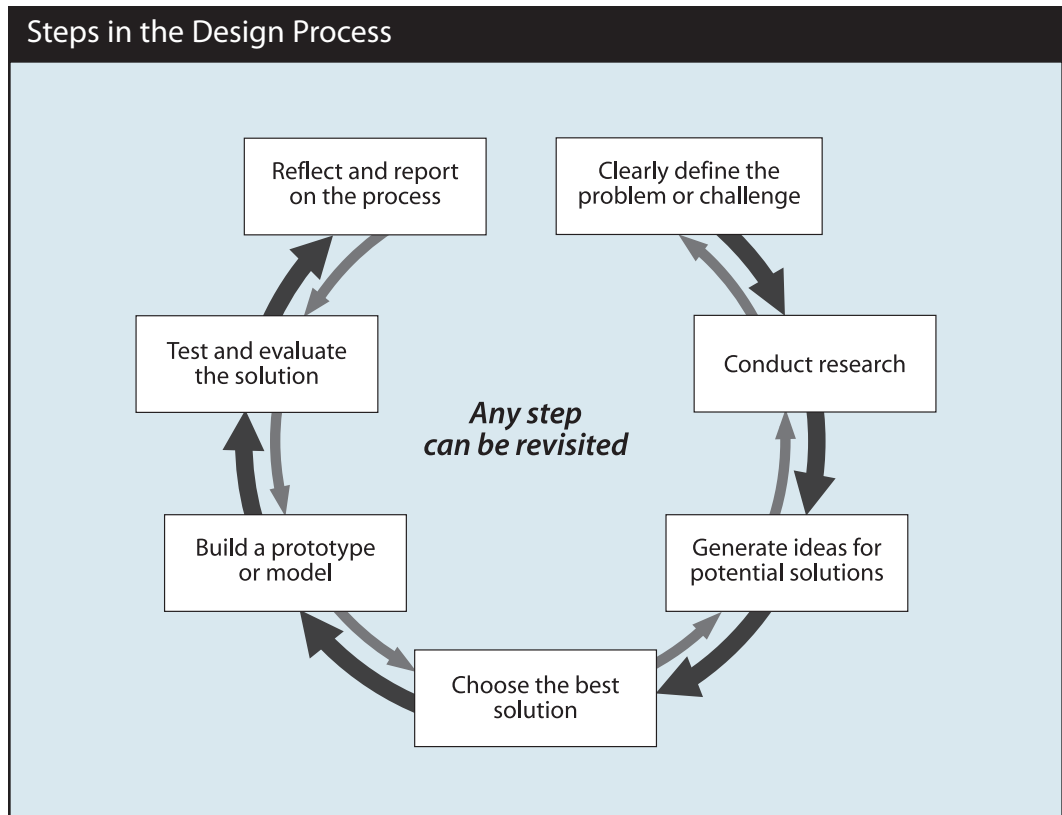 Steps in the Design Process
Clearly define the
problem or challenge
Conduct research
Generate ideas for
potential solutions
Choose the best
solution
Build a prototype
or model
Test and evaluate
the solution
Reflect and report
on the process
Any step
can be revisited